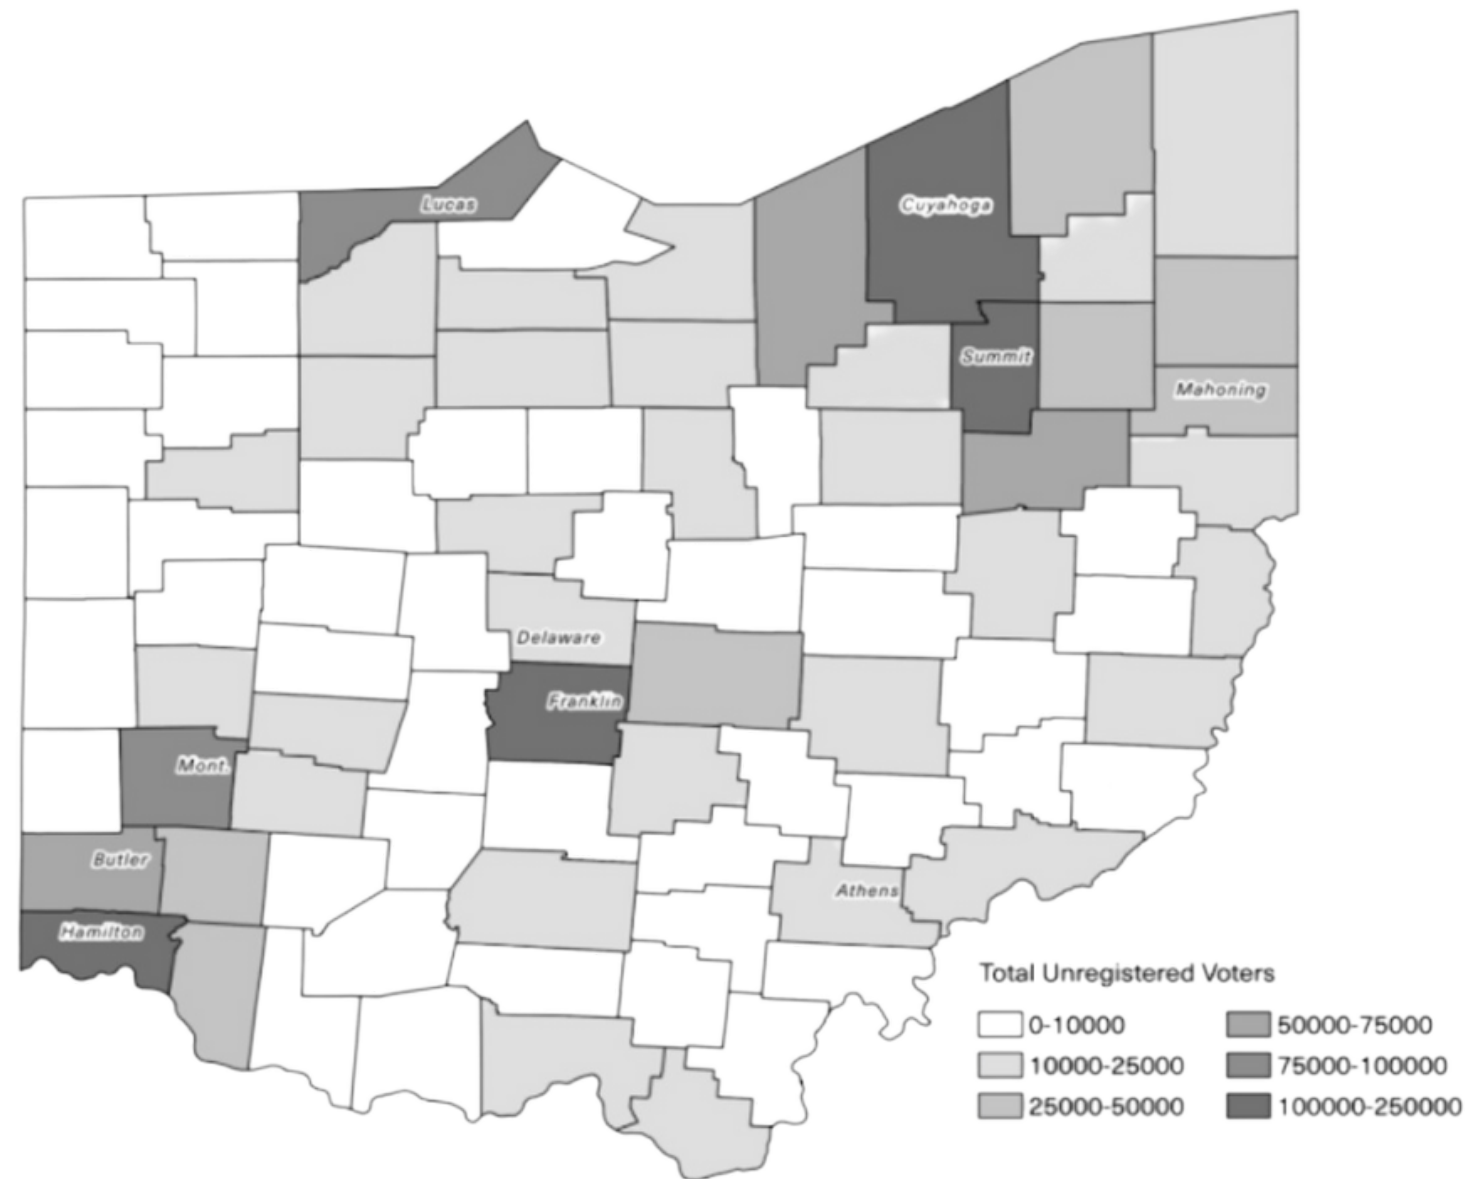 Lucas
Cuyahoga
Summit
Mahoning
Delaware
Franklin
Mont.
Butler
Athens
Hamilton
Total Unregistered Voters
0-10000
10000-25000
25000-50000
50000-75000
75000-100000
100000-250000